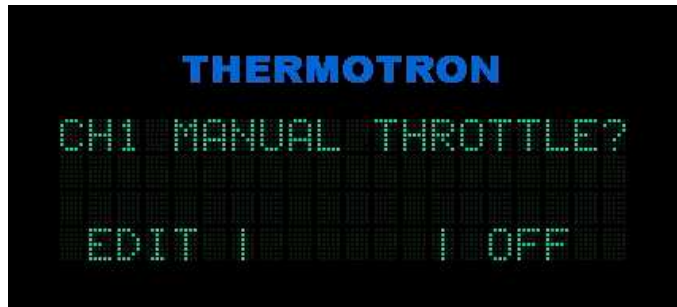 THERMOTRON
CH1 MANUAL THROTTLE?
EDIT | | OFF